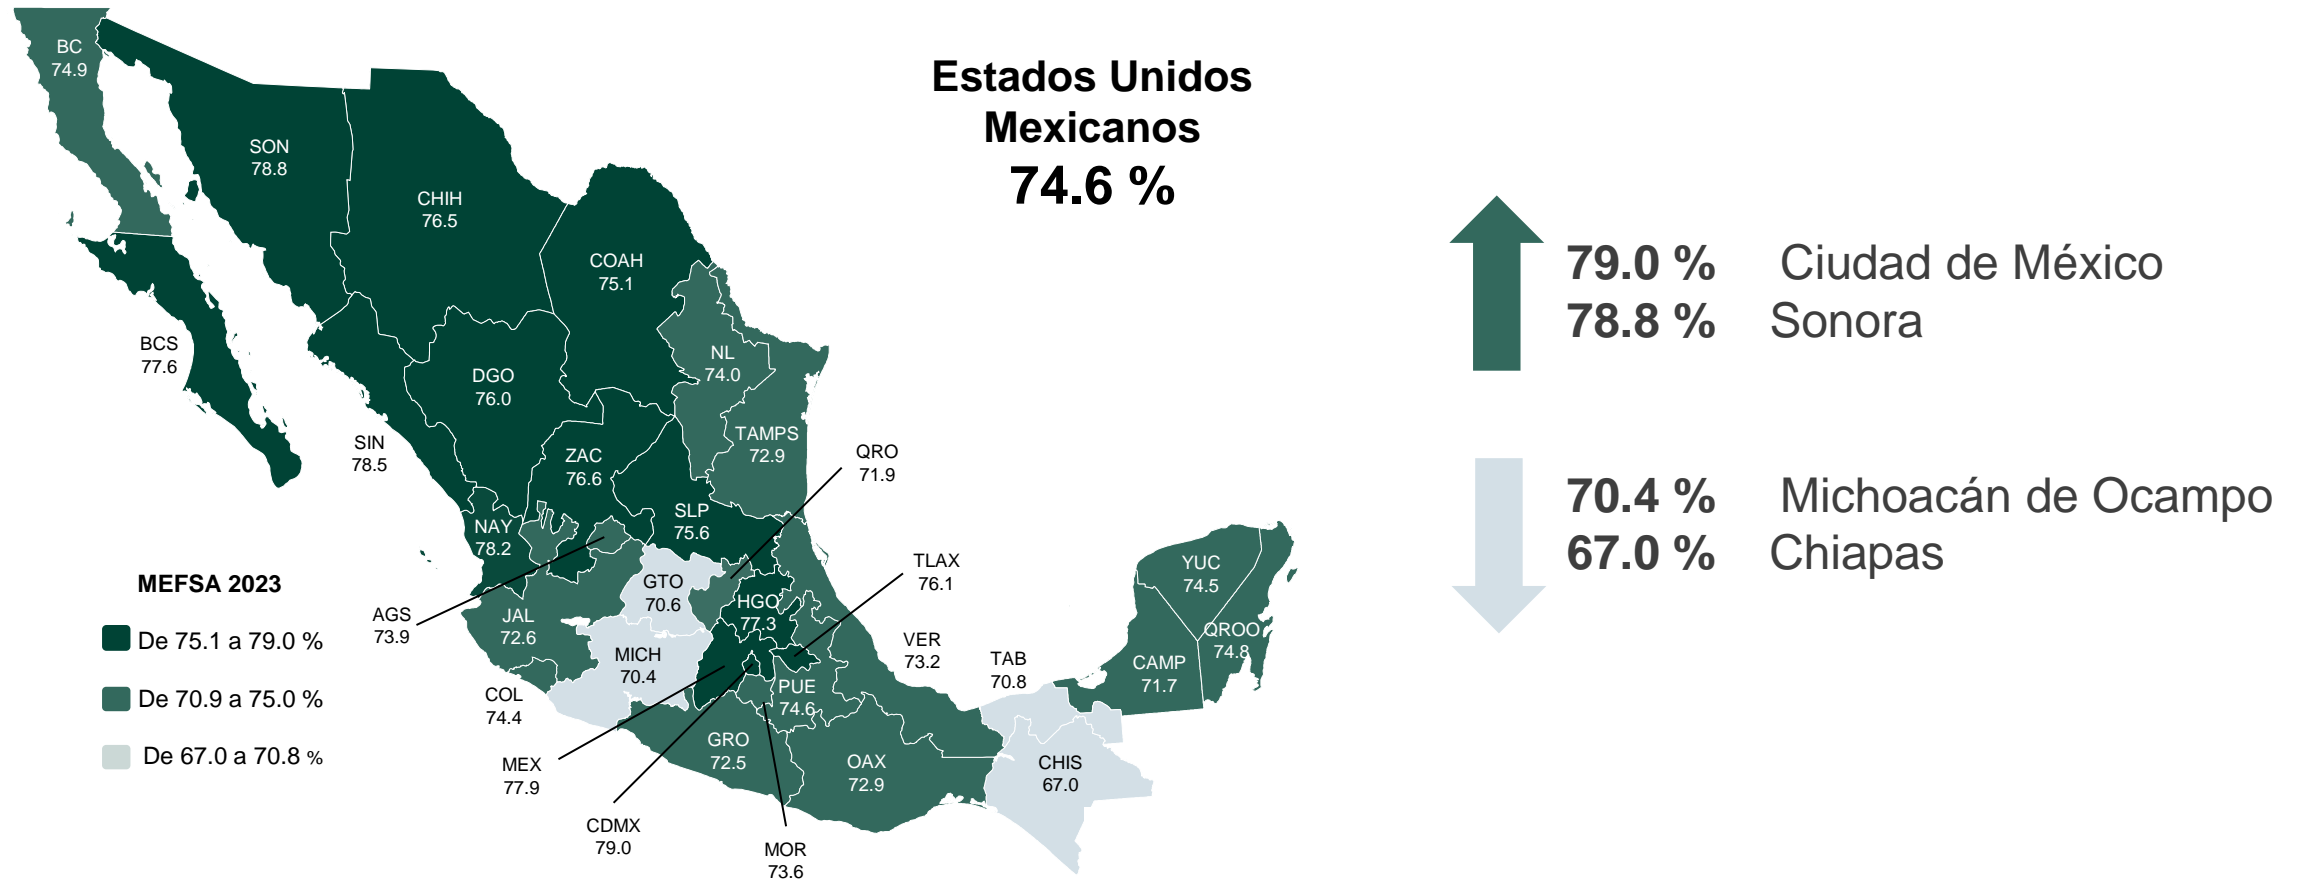 Estados Unidos
Mexicanos
74.6 %
BC
74.9
SON
78.8
CHIH
76.5
COAH
75.1
BCS
77.6
NL
74.0
DGO
76.0
SIN
78.5
TAMPS
72.9
ZAC
76.6
QRO
71.9
SLP
75.6
NAY
78.2
TLAX
76.1
YUC
74.5
GTO
70.6
HGO
77.3
AGS
73.9
JAL
72.6
QROO
74.8
VER
73.2
MICH
70.4
TAB
70.8
CAMP
71.7
COL
74.4
PUE
74.6
GRO
72.5
OAX
72.9
CHIS
67.0
MEX
77.9
CDMX
79.0
MOR
73.6
MEFSA 2023
De 75.1 a 79.0 %
De 70.9 a 75.0 %
De 67.0 a 70.8 %
79.0 % Ciudad de México
78.8 % Sonora
70.4 % Michoacán de Ocampo
67.0 % Chiapas